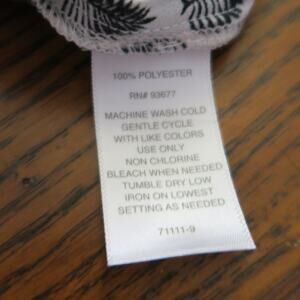 100% POLYESTER
RN# 93677
MACHINE WASH COLD
GENTLE CYCLE
WITH LIKE COLORS
USE ONLY
NON CHLORINE
BLEACH WHEN NEEDED
TUMBLE DRY LOW
IRON ON LOWEST
SETTING AS NEEDED
71111-9